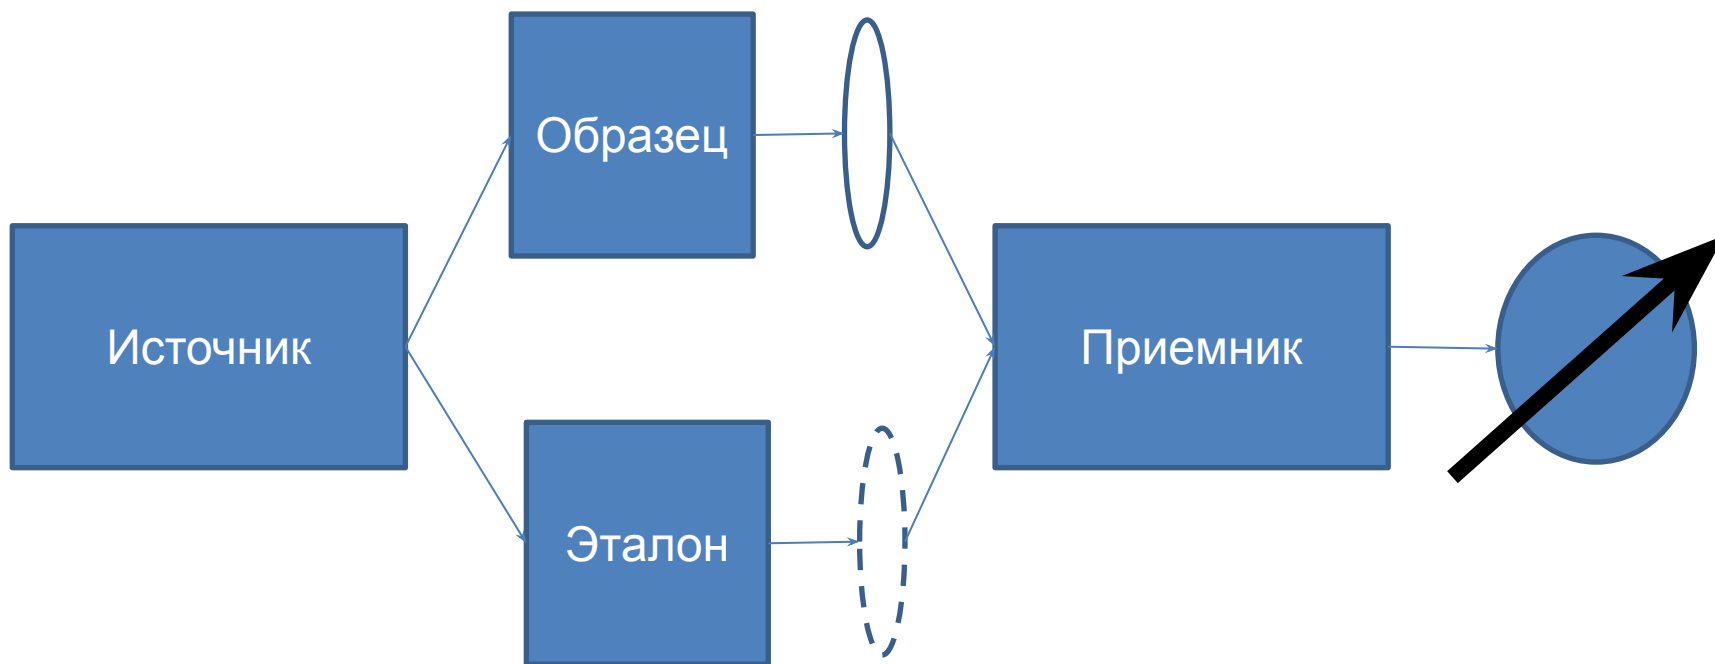 Образец
Источник
Приемник
Эталон